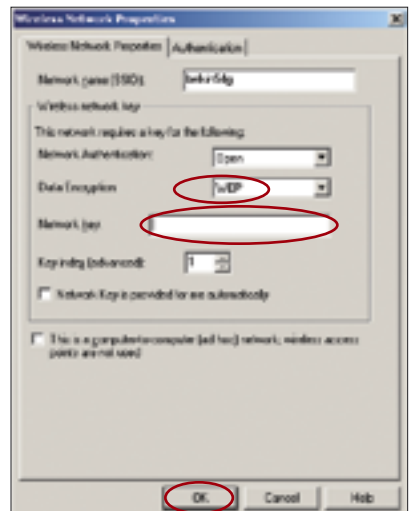 Wireless Network Properties
Wireless Network Properties Authentication
Network name (SSID): belkin54g
Wireless network key
This network requires a key for the following:
Network Authentication: Open
Data Encryption WEP
Network key
Key index (advanced): 1
Network Key is provided for me automatically
This is a computer-to-computer (ad hoc) network; wireless access
points are not used
OK Cancel Help